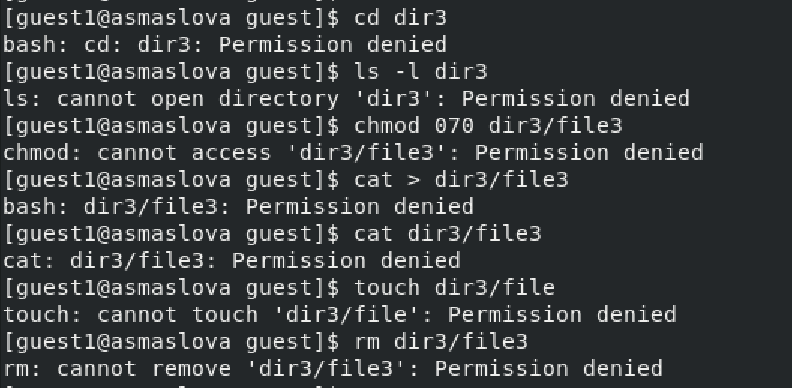 [guest1@asmaslova guest]$ cd dir3
bash: cd: dir3: Permission denied
[guest1@asmaslova guest]$ ls -l dir3
ls: cannot open directory 'dir3': Permission denied
[guest1@asmaslova guest]$ chmod 070 dir3/file3
chmod: cannot access 'dir3/file3': Permission denied
[guest1@asmaslova guest]$ cat > dir3/file3
bash: dir3/file3: Permission denied
[guest1@asmaslova guest]$ cat dir3/file3
cat: dir3/file3: Permission denied
[guest1@asmaslova guest]$ touch dir3/file
touch: cannot touch 'dir3/file': Permission denied
[guest1@asmaslova guest]$ rm dir3/file3
rm: cannot remove 'dir3/file3': Permission denied